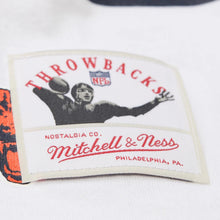 THROWBACKS
NFL
NOSTALGIA CO.
Mitchell & Ness
PHILADELPHIA, PA.